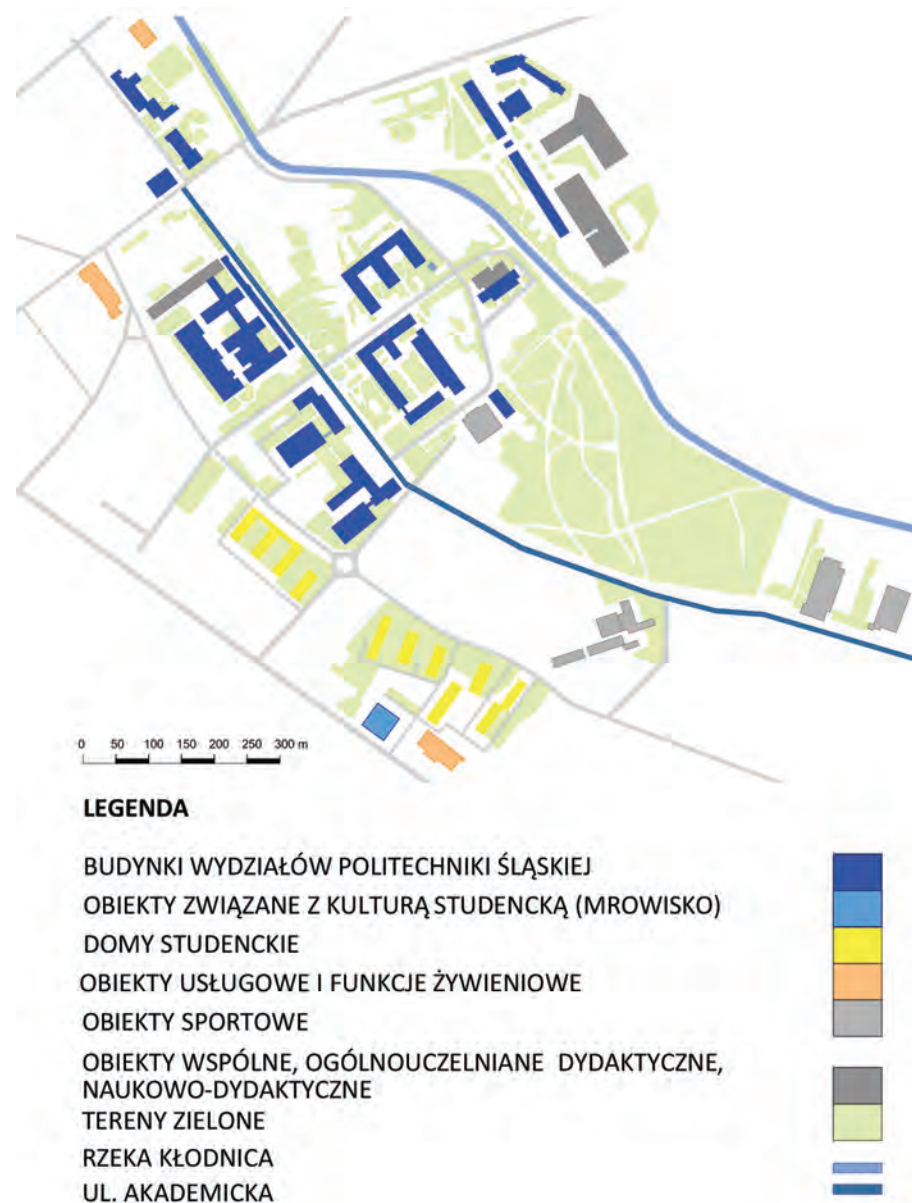 0 50 100 150 200 250 300 m
LEGENDA
BUDYNKI WYDZIAŁÓW POLITECHNIKI ŚLĄSKIEJ
OBIEKTY ZWIĄZANE Z KULTURĄ STUDENCKĄ (MROWISKO)
DOMY STUDENCKIE
OBIEKTY USŁUGOWE I FUNKCJE ŻYWIENIOWE
OBIEKTY SPORTOWE
OBIEKTY WSPÓLNE, OGÓLNOUCZELNIANE DYDAKTYCZNE,
NAUKOWO-DYDAKTYCZNE
TERENY ZIELONE
RZEKA KŁODNICA
UL. AKADEMICKA